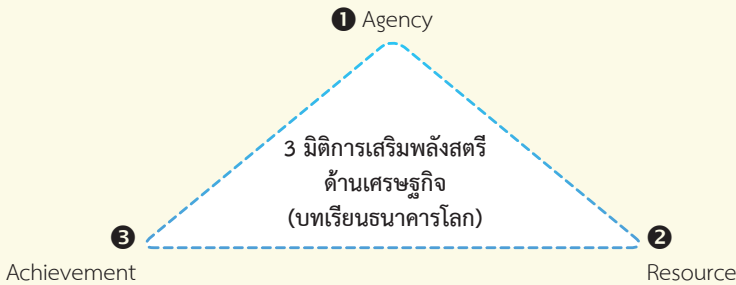 ❶ Agency
3 มิติการเสริมพลังสตรี
ด้านเศรษฐกิจ
(บทเรียนธนาคารโลก)
❸
Achievement
❷
Resource